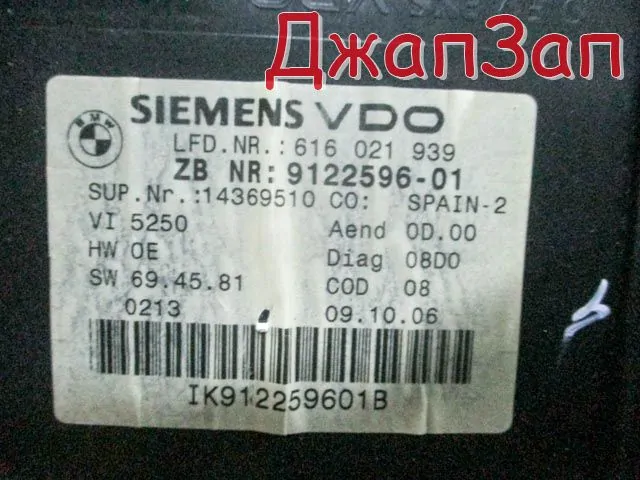 ДжапЗап
BMW
SIEMENS VDO
LFD.NR.: 616 021 939
ZB NR: 9122596-01
SUP.Nr.:14369510 CO: SPAIN-2
VI 5250 Aend 0D.00
HW 0E Diag 08D0
SW 69.45.81 COD 08
0213 09.10.06
IK912259601B